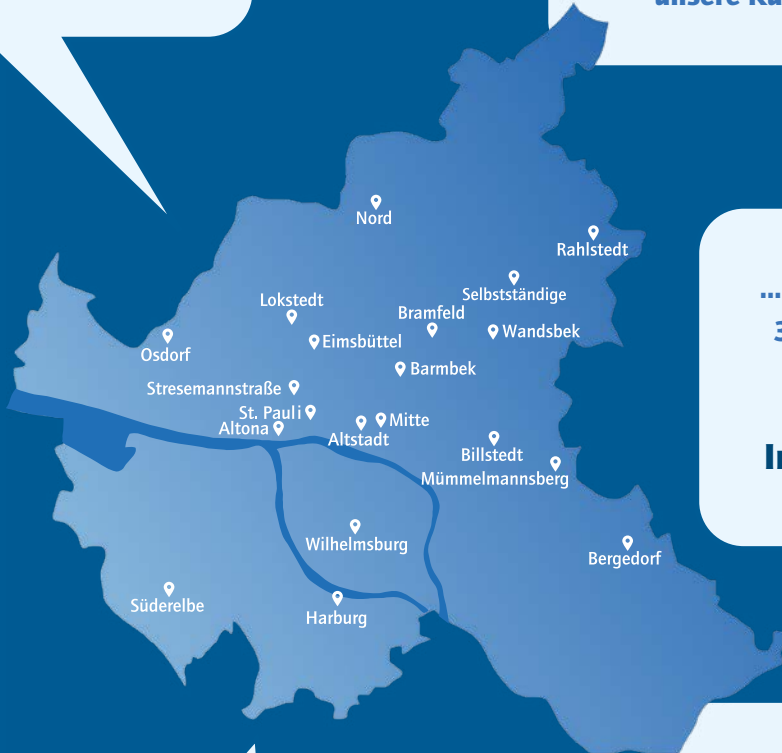 unsere
Nord
Rahlstedt
Selbstständige
Lokstedt
Bramfeld
Wandsbek
Eimsbüttel
Osdorf
Barmbek
Stresemannstraße
St. Pauli
Mitte
Altona
Altstadt
Billstedt
Mümmelmannsberg
Wilhelmsburg
Bergedorf
Süderelbe
Harburg
...